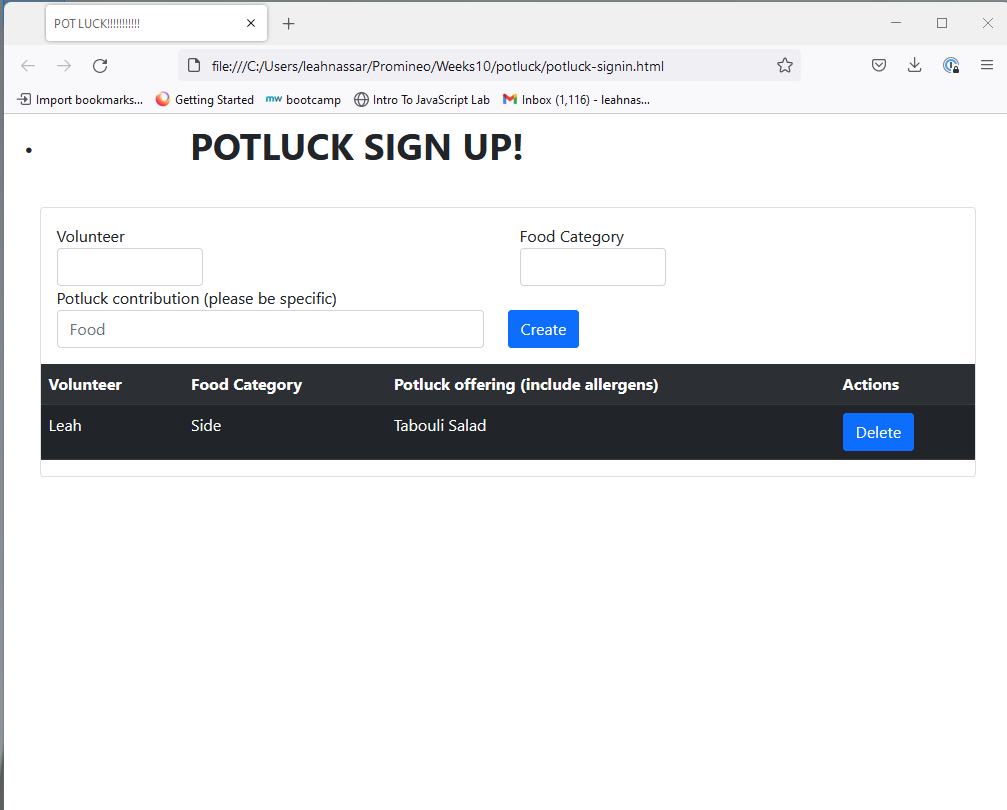 POT LUCK!!!!!!!!!!!
file:///C:/Users/leahnassar/Promineo/Weeks10/potluck/potluck-signin.html
Import bookmarks... Getting Started mw bootcamp Intro To JavaScript Lab Inbox (1,116) - leahnas...
• POTLUCK SIGN UP!
Volunteer Food Category
Potluck contribution (please be specific)
Food Create
Volunteer Food Category Potluck offering (include allergens) Actions
Leah Side Tabouli Salad Delete